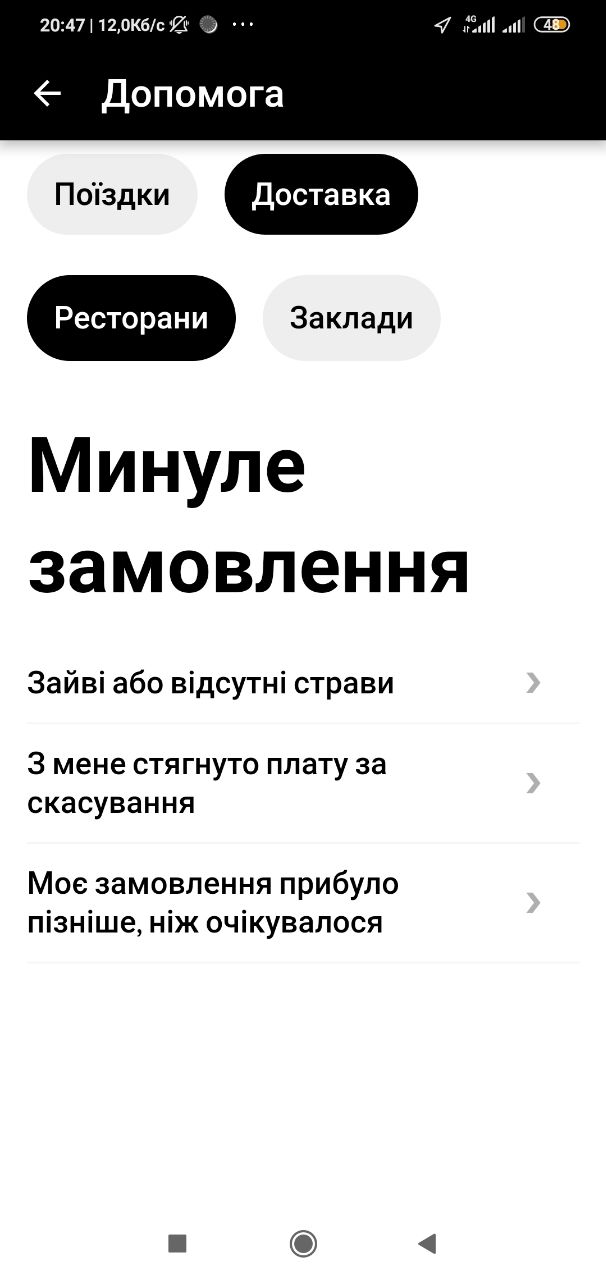 20:47 | 12,0Кб/с ... 4G 48
Допомога
Поїздки Доставка
Ресторани Заклади
Минуле
замовлення
Зайві або відсутні страви
З мене стягнуто плату за
скасування
Моє замовлення прибуло
пізніше, ніж очікувалося